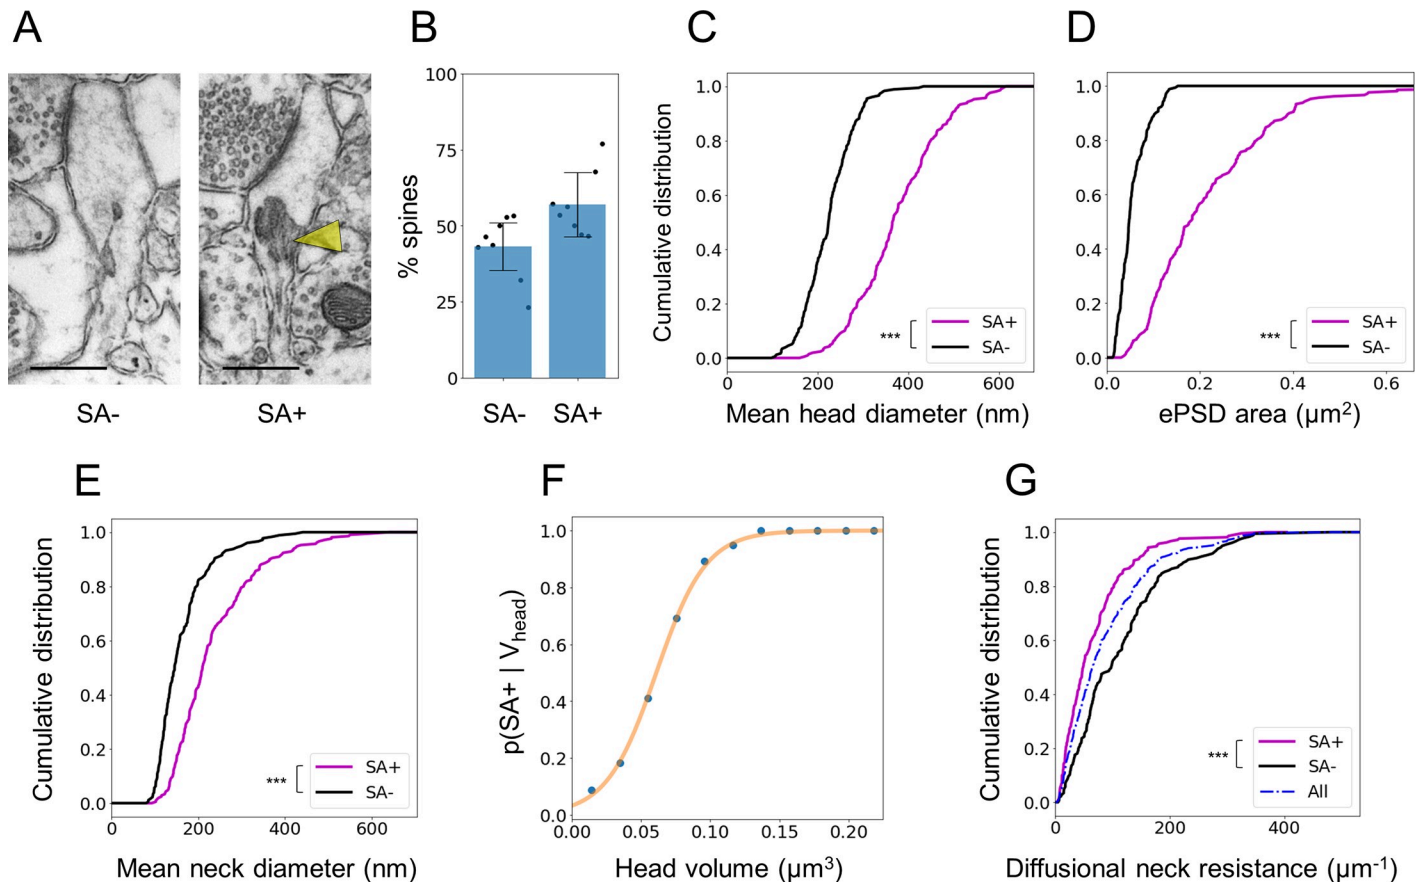 A
SA-
SA+
B
% spines
100
75
50
25
0
SA-
SA+
C
Cumulative distribution
1.0
0.8
0.6
0.4
0.2
0.0
***
SA+
SA-
0
200
400
600
Mean head diameter (nm)
D
1.0
0.8
0.6
0.4
0.2
0.0
***
SA+
SA-
0.0
0.2
0.4
0.6
ePSD area (μm²)
E
Cumulative distribution
1.0
0.8
0.6
0.4
0.2
0.0
***
SA+
SA-
0
200
400
600
Mean neck diameter (nm)
F
p(SA+ | Vhead)
1.0
0.8
0.6
0.4
0.2
0.0
0.00
0.05
0.10
0.15
0.20
Head volume (μm³)
G
Cumulative distribution
1.0
0.8
0.6
0.4
0.2
0.0
***
SA+
SA-
All
0
200
400
Diffusional neck resistance (μm⁻¹)